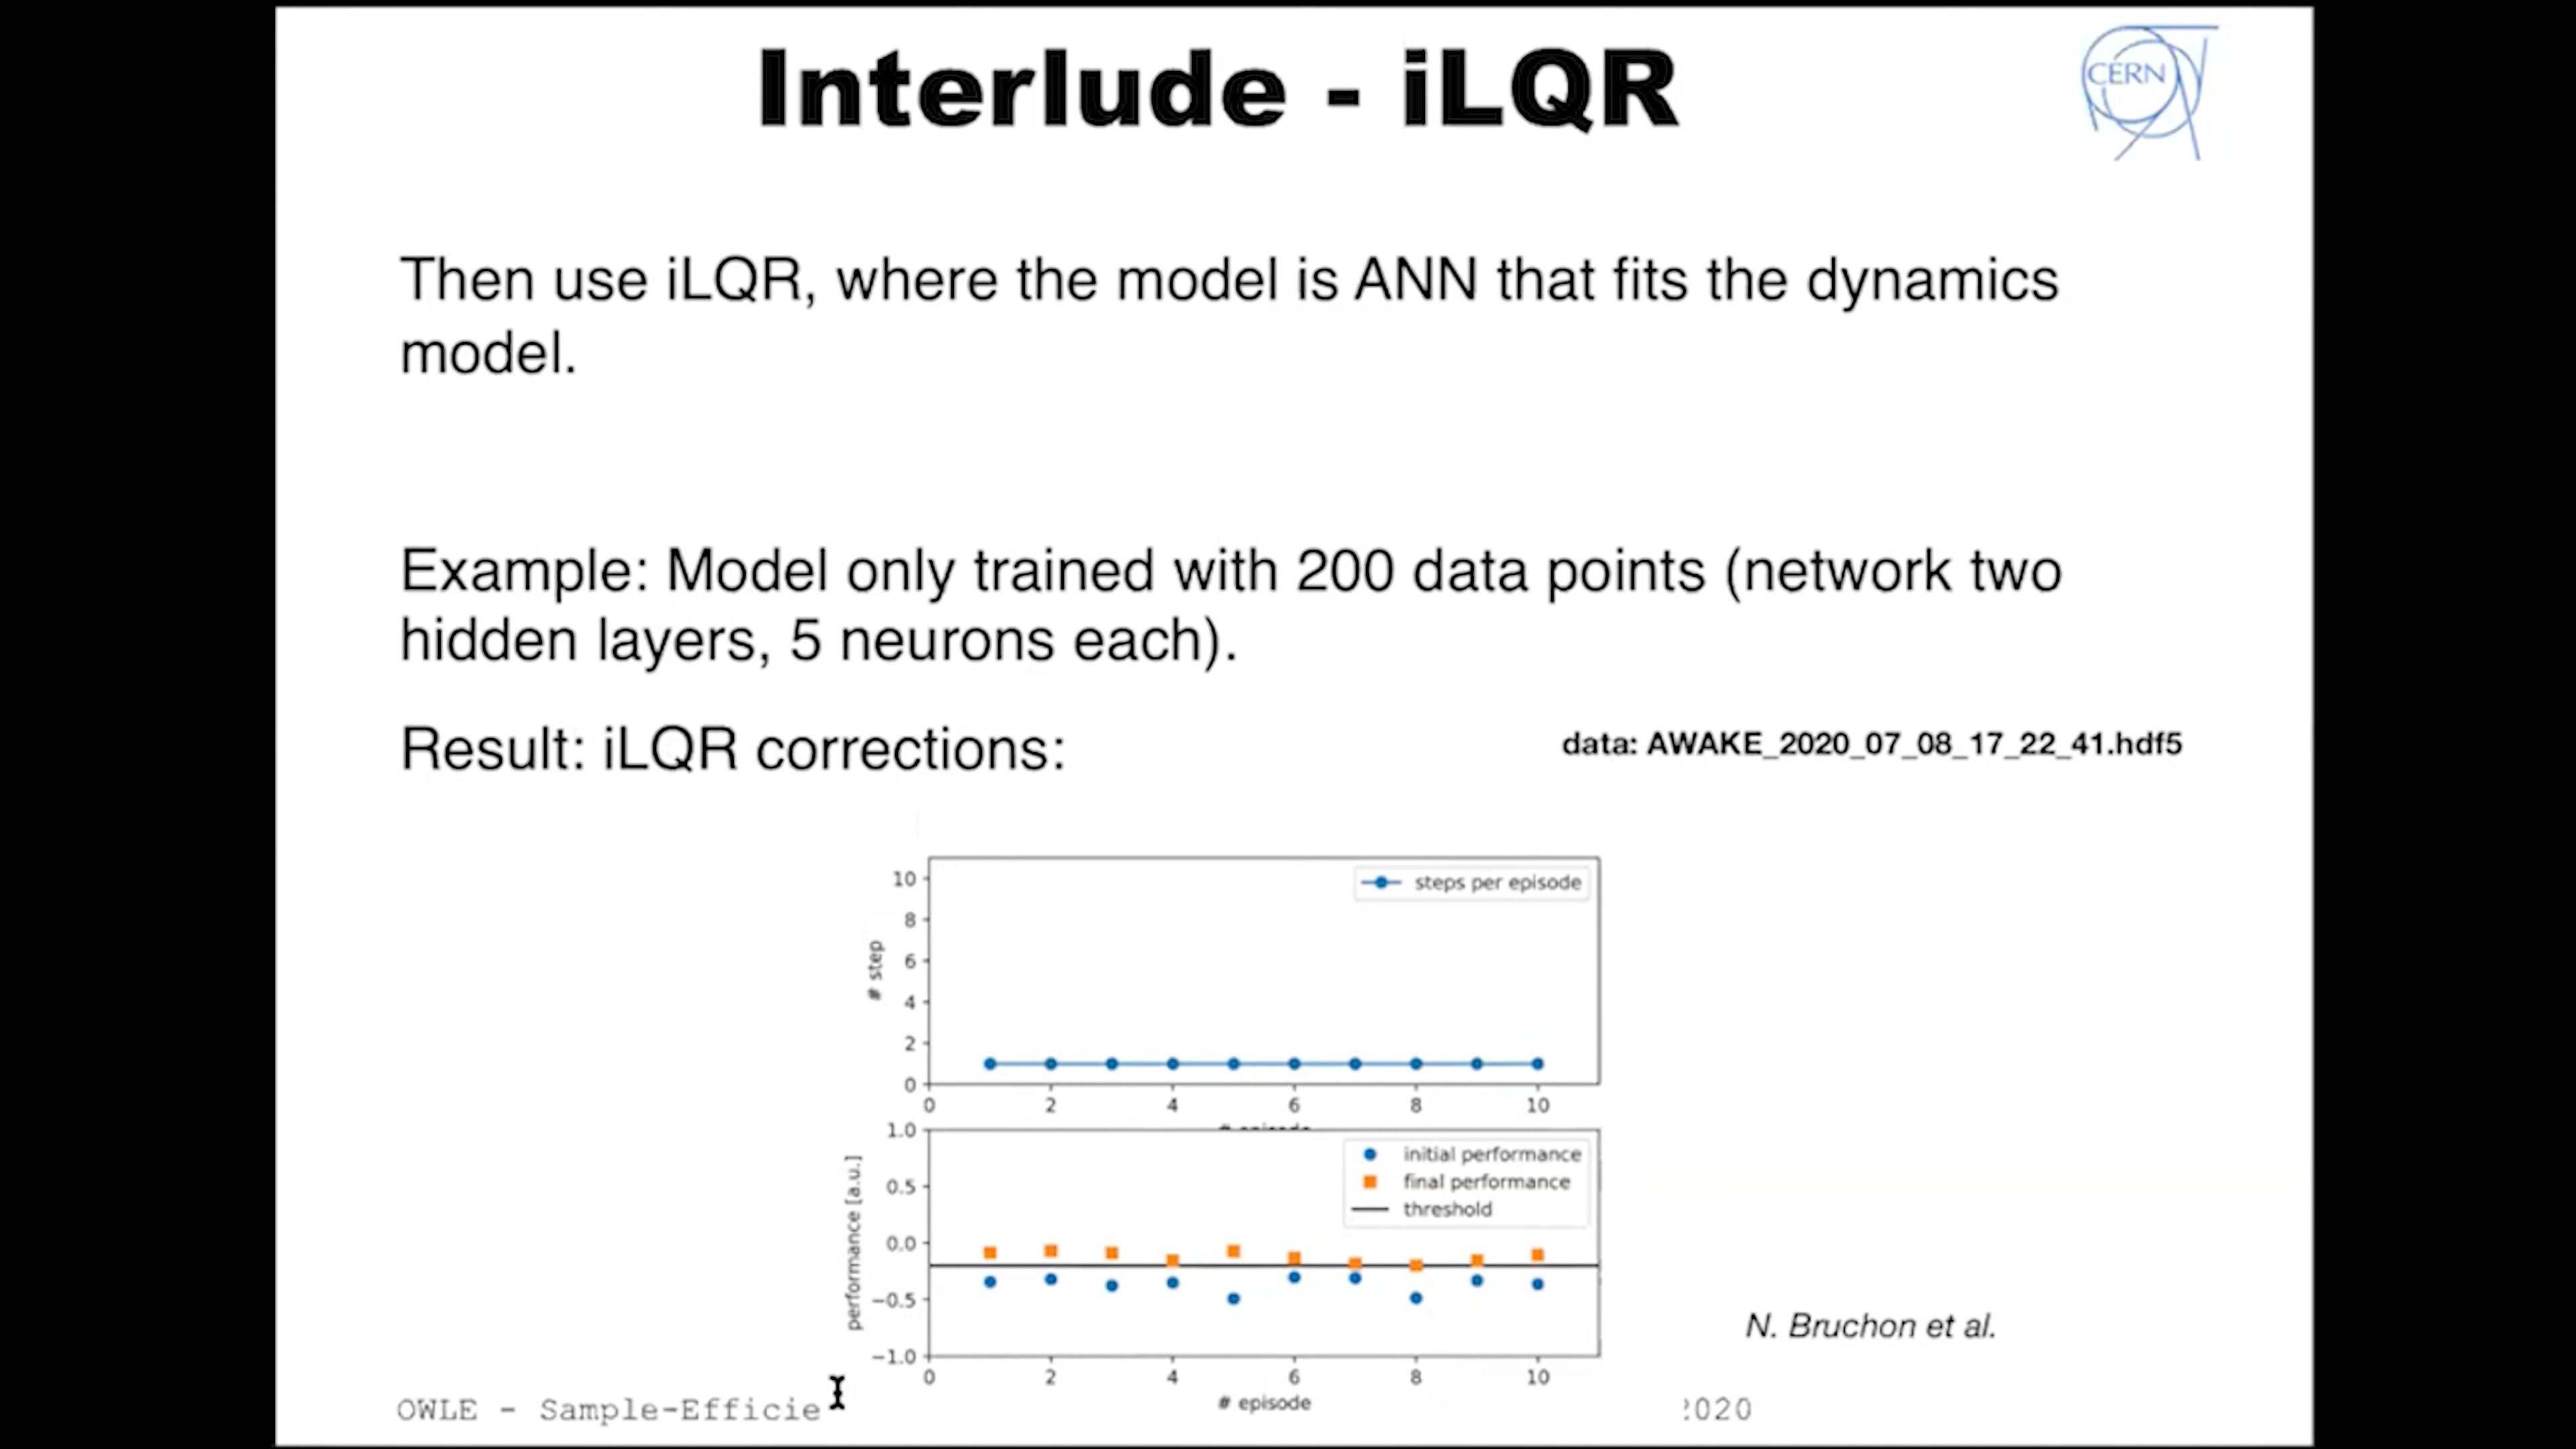 Interlude - iLQR
CERN
Then use iLQR, where the model is ANN that fits the dynamics
model.
Example: Model only trained with 200 data points (network two
hidden layers, 5 neurons each).
Result: iLQR corrections:
data: AWAKE_2020_07_08_17_22_41.hdf5
10
8
6
4
2
0
# step
steps per episode
0 2 4 6 8 10
# episode
1.0
0.5
0.0
−0.5
−1.0
performance [a.u.]
initial performance
final performance
threshold
0 2 4 6 8 10
# episode
N. Bruchon et al.
OWLE - Sample-Efficie
2020